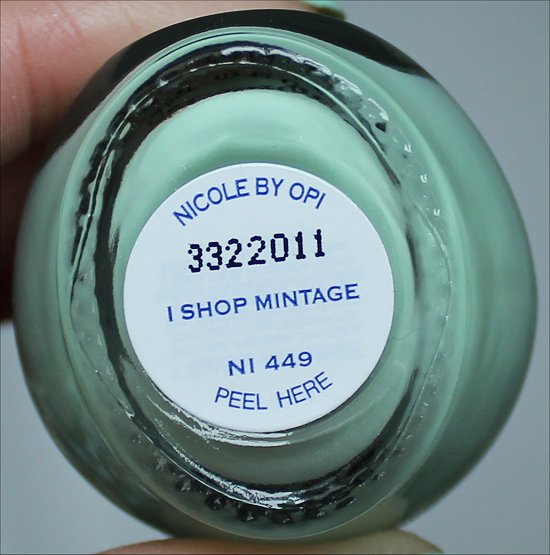 NICOLE BY OPI
3322011
I SHOP MINTAGE
NI 449
PEEL HERE